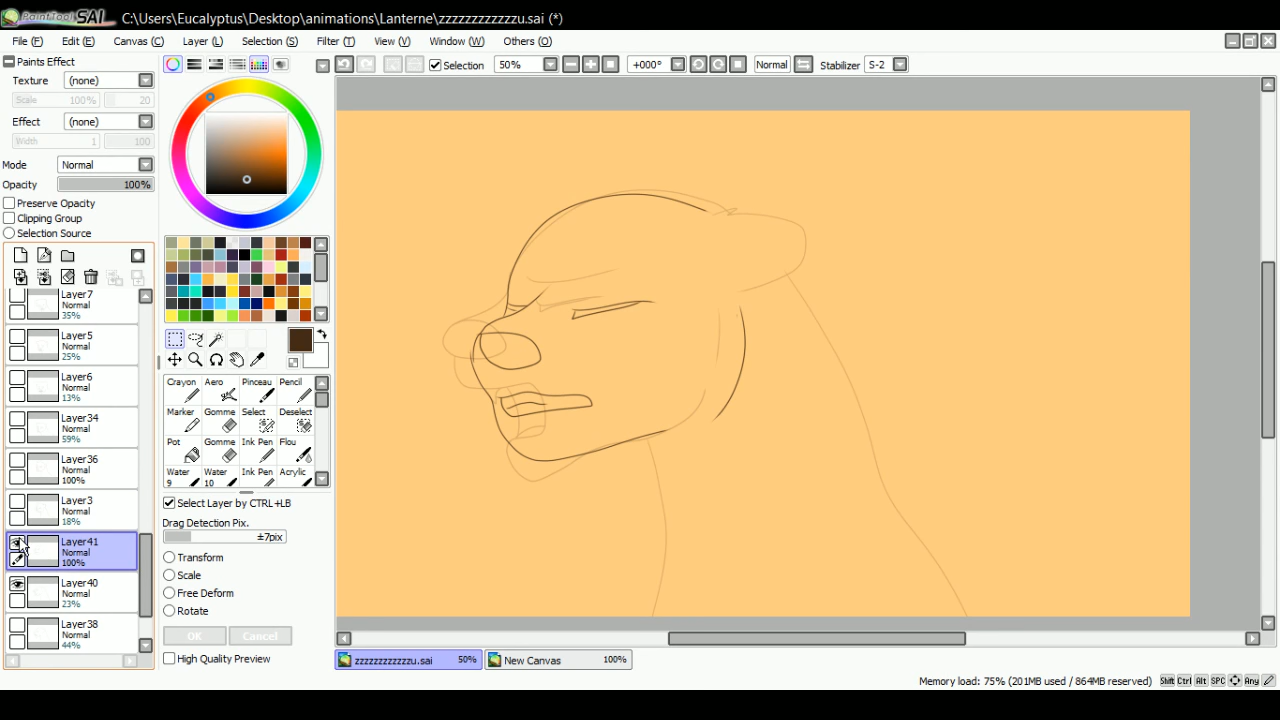 PaintTool SAI C:\Users\Eucalyptus\Desktop\animations\Lanterne\zzzzzzzzzzzzu.sai (*)
File (F) Edit (E) Canvas (C) Layer (L) Selection (S) Filter (T) View (V) Window (W) Others (O)
Paints Effect
Texture (none)
Scale 100% 20
Effect (none)
Width 1 100
Mode Normal
Opacity 100%
Preserve Opacity
Clipping Group
Selection Source
Layer7
Normal
35%
Layer5
Normal
25%
Layer6
Normal
13%
Layer34
Normal
59%
Layer36
Normal
100%
Layer3
Normal
18%
Layer41
Normal
100%
Layer40
Normal
23%
Layer38
Normal
44%
Selection 50% +000° Normal Stabilizer S-2
Crayon Aero Pinceau Pencil
Marker Gomme Select Deselect
Pot Gomme Ink Pen Flou
Water 9 Water 10 Ink Pen Acrylic
Select Layer by CTRL+LB
Drag Detection Pix.
±7pix
Transform
Scale
Free Deform
Rotate
OK Cancel
High Quality Preview
zzzzzzzzzzzzu.sai 50% New Canvas 100%
Memory load: 75% (201MB used / 864MB reserved) Shift Ctrl Alt SPC Any